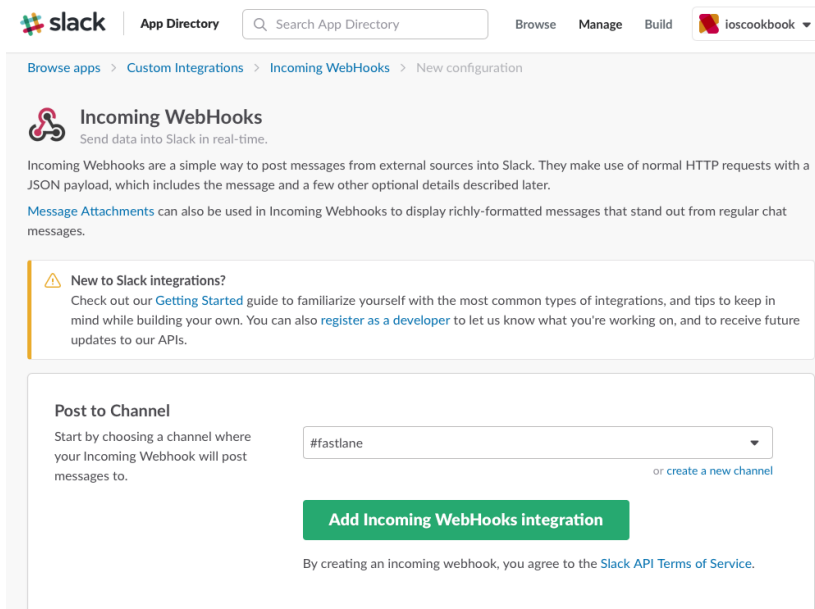 slack App Directory Search App Directory Browse Manage Build ioscookbook
Browse apps > Custom Integrations > Incoming WebHooks > New configuration
Incoming WebHooks
Send data into Slack in real-time.
Incoming Webhooks are a simple way to post messages from external sources into Slack. They make use of normal HTTP requests with a
JSON payload, which includes the message and a few other optional details described later.
Message Attachments can also be used in Incoming Webhooks to display richly-formatted messages that stand out from regular chat
messages.
New to Slack integrations?
Check out our Getting Started guide to familiarize yourself with the most common types of integrations, and tips to keep in
mind while building your own. You can also register as a developer to let us know what you're working on, and to receive future
updates to our APIs.
Post to Channel
Start by choosing a channel where
your Incoming Webhook will post
messages to.
#fastlane
or create a new channel
Add Incoming WebHooks integration
By creating an incoming webhook, you agree to the Slack API Terms of Service.